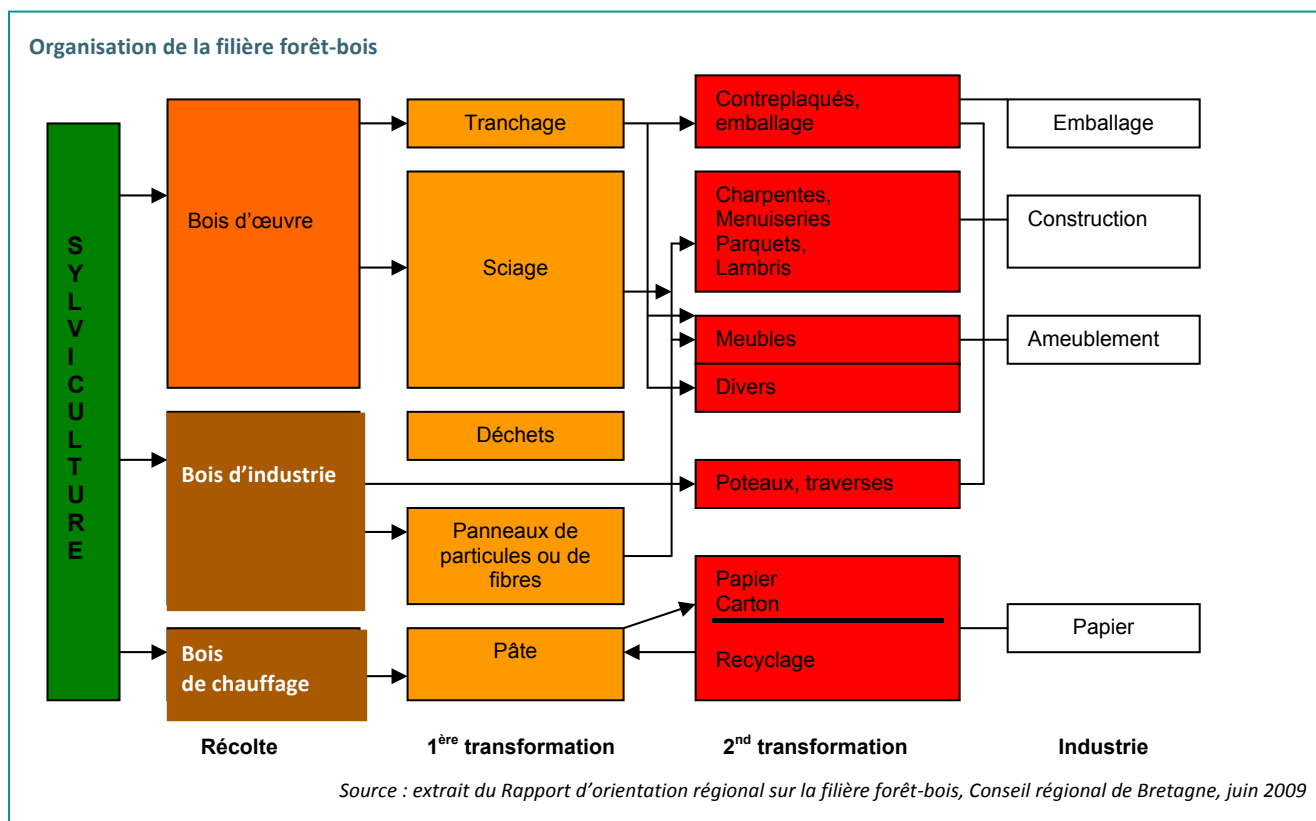 Organisation de la filière forêt-bois
SYLVICULTURE
Bois d'œuvre
Bois d'industrie
Bois
de chauffage
Récolte
Tranchage
Sciage
Déchets
Panneaux de
particules ou de
fibres
Pâte
1ère transformation
Contreplaqués,
emballage
Charpentes,
Menuiseries
Parquets,
Lambris
Meubles
Divers
Poteaux, traverses
Papier
Carton
Recyclage
2nd transformation
Emballage
Construction
Ameublement
Papier
Industrie
Source : extrait du Rapport d'orientation régional sur la filière forêt-bois, Conseil régional de Bretagne, juin 2009